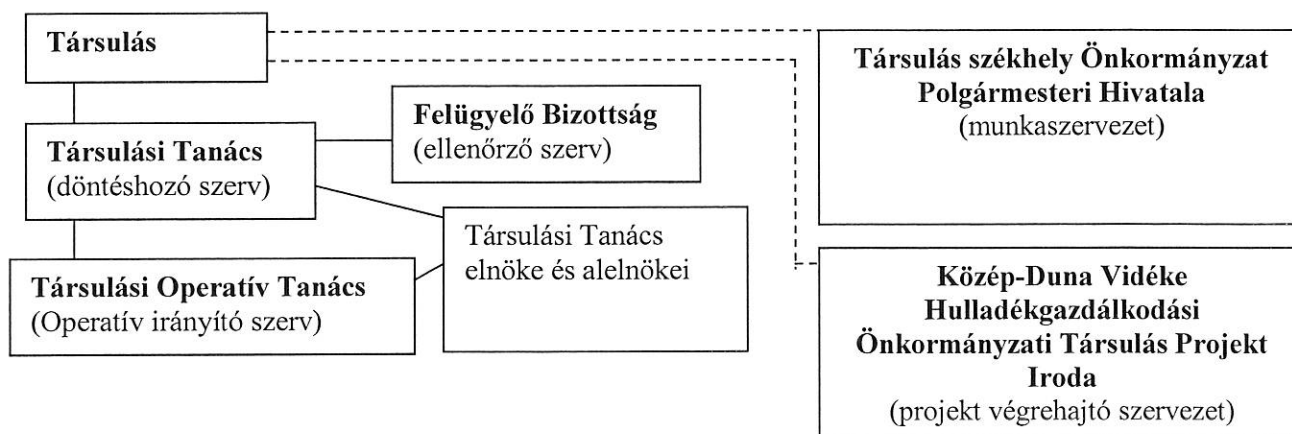 Társulás
Társulási Tanács
(döntéshozó szerv)
Társulási Operatív Tanács
(Operatív irányító szerv)
Felügyelő Bizottság
(ellenőrző szerv)
Társulási Tanács
elnöke és alelnökei
Társulás székhely Önkormányzat
Polgármesteri Hivatala
(munkaszervezet)
Közép-Duna Vidéke
Hulladékgazdálkodási
Önkormányzati Társulás Projekt
Iroda
(projekt végrehajtó szervezet)